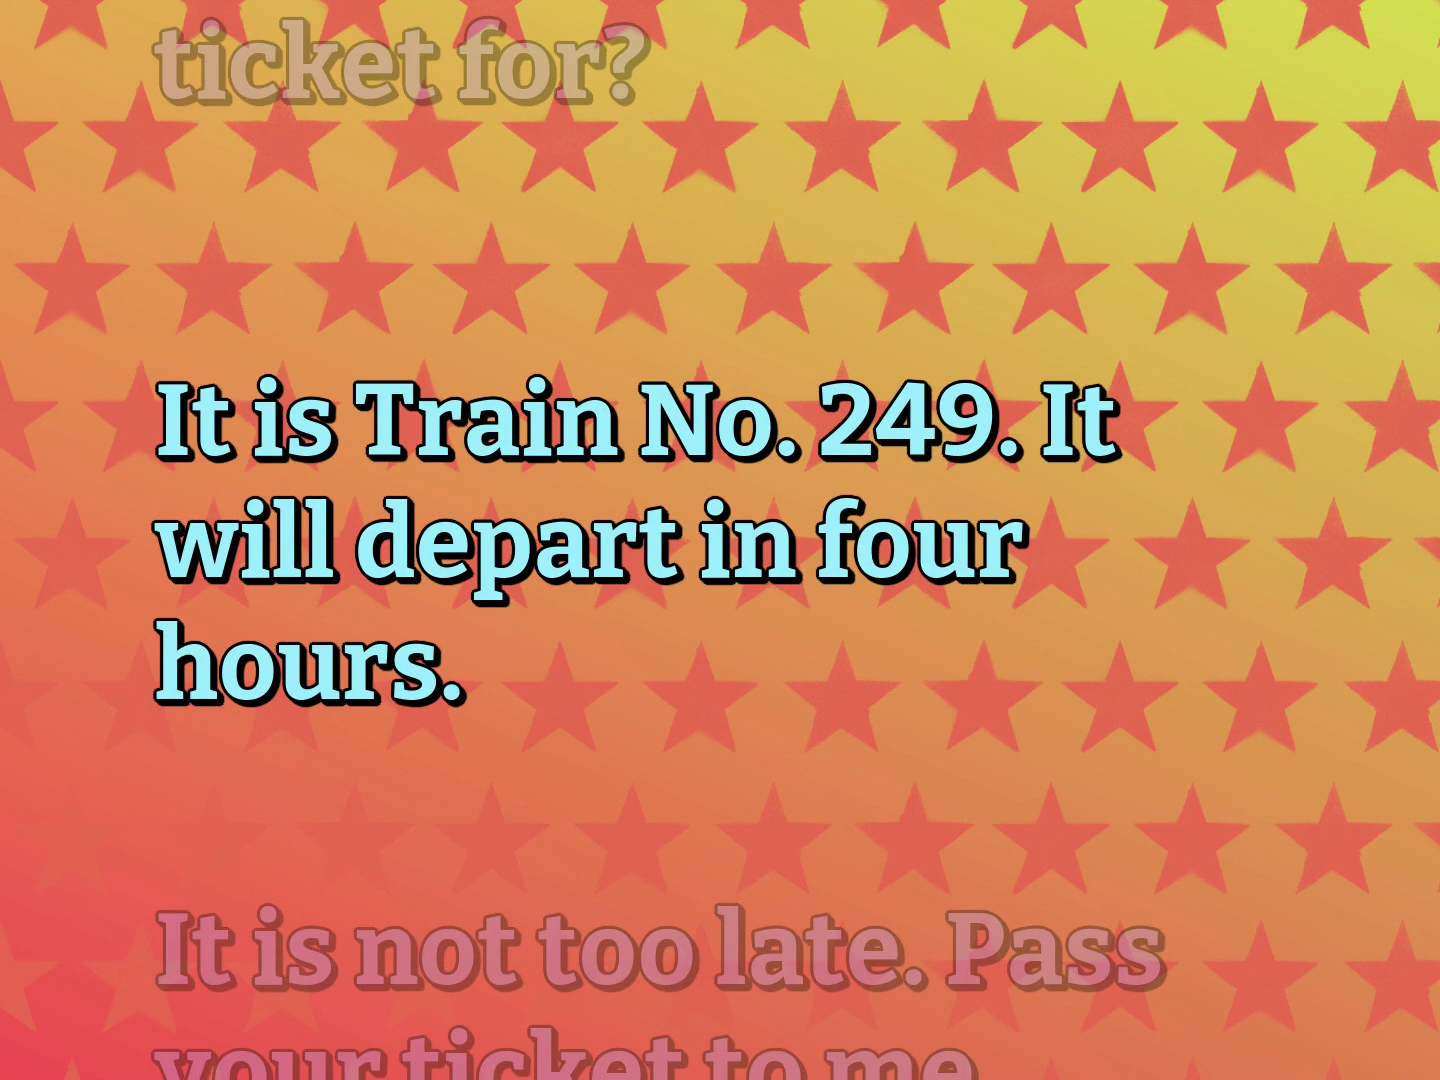 ticket for?
It is Train No. 249. It
will depart in four
hours.
It is not too late. Pass
your ticket to me